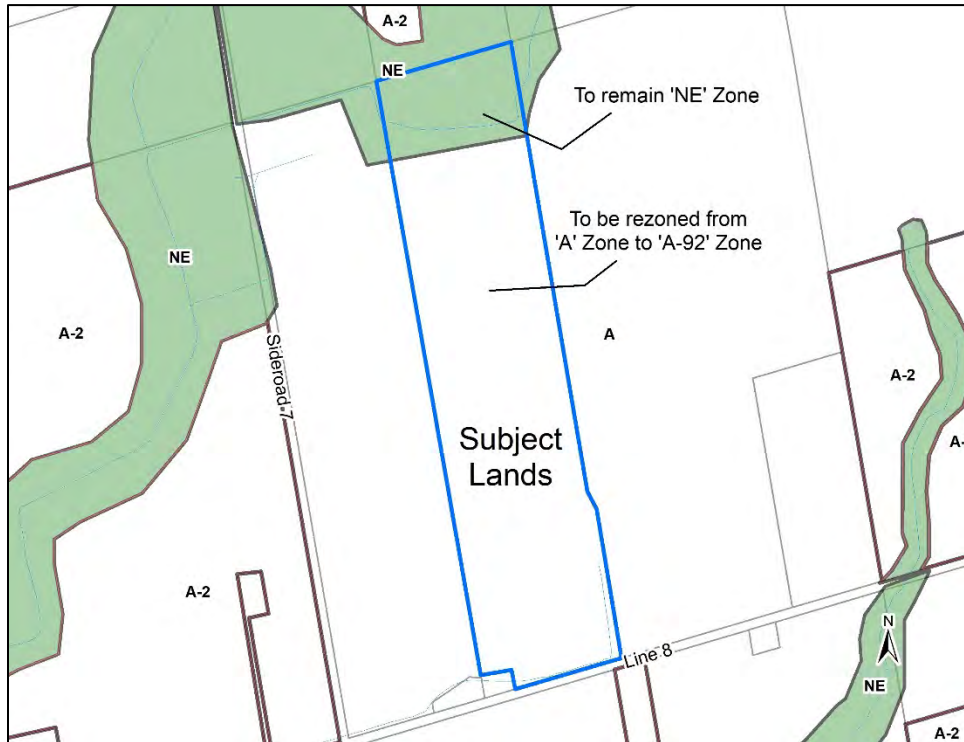 A-2
NE
To remain 'NE' Zone
To be rezoned from
'A' Zone to 'A-92' Zone
NE
A-2
A
A-2
Sideroad 7
Subject
Lands
A-
A-2
N
Line 8
NE
A-2